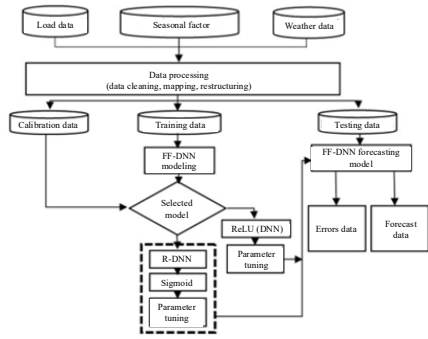 Load data
Seasonal factor
Weather data
Data processing
(data cleaning, mapping, restructuring)
Calibration data
Training data
Testing data
FF-DNN
modeling
FF-DNN forecasting
model
Selected
model
ReLU (DNN)
Errors data
Forecast
data
R-DNN
Parameter
tuning
Sigmoid
Parameter
tuning